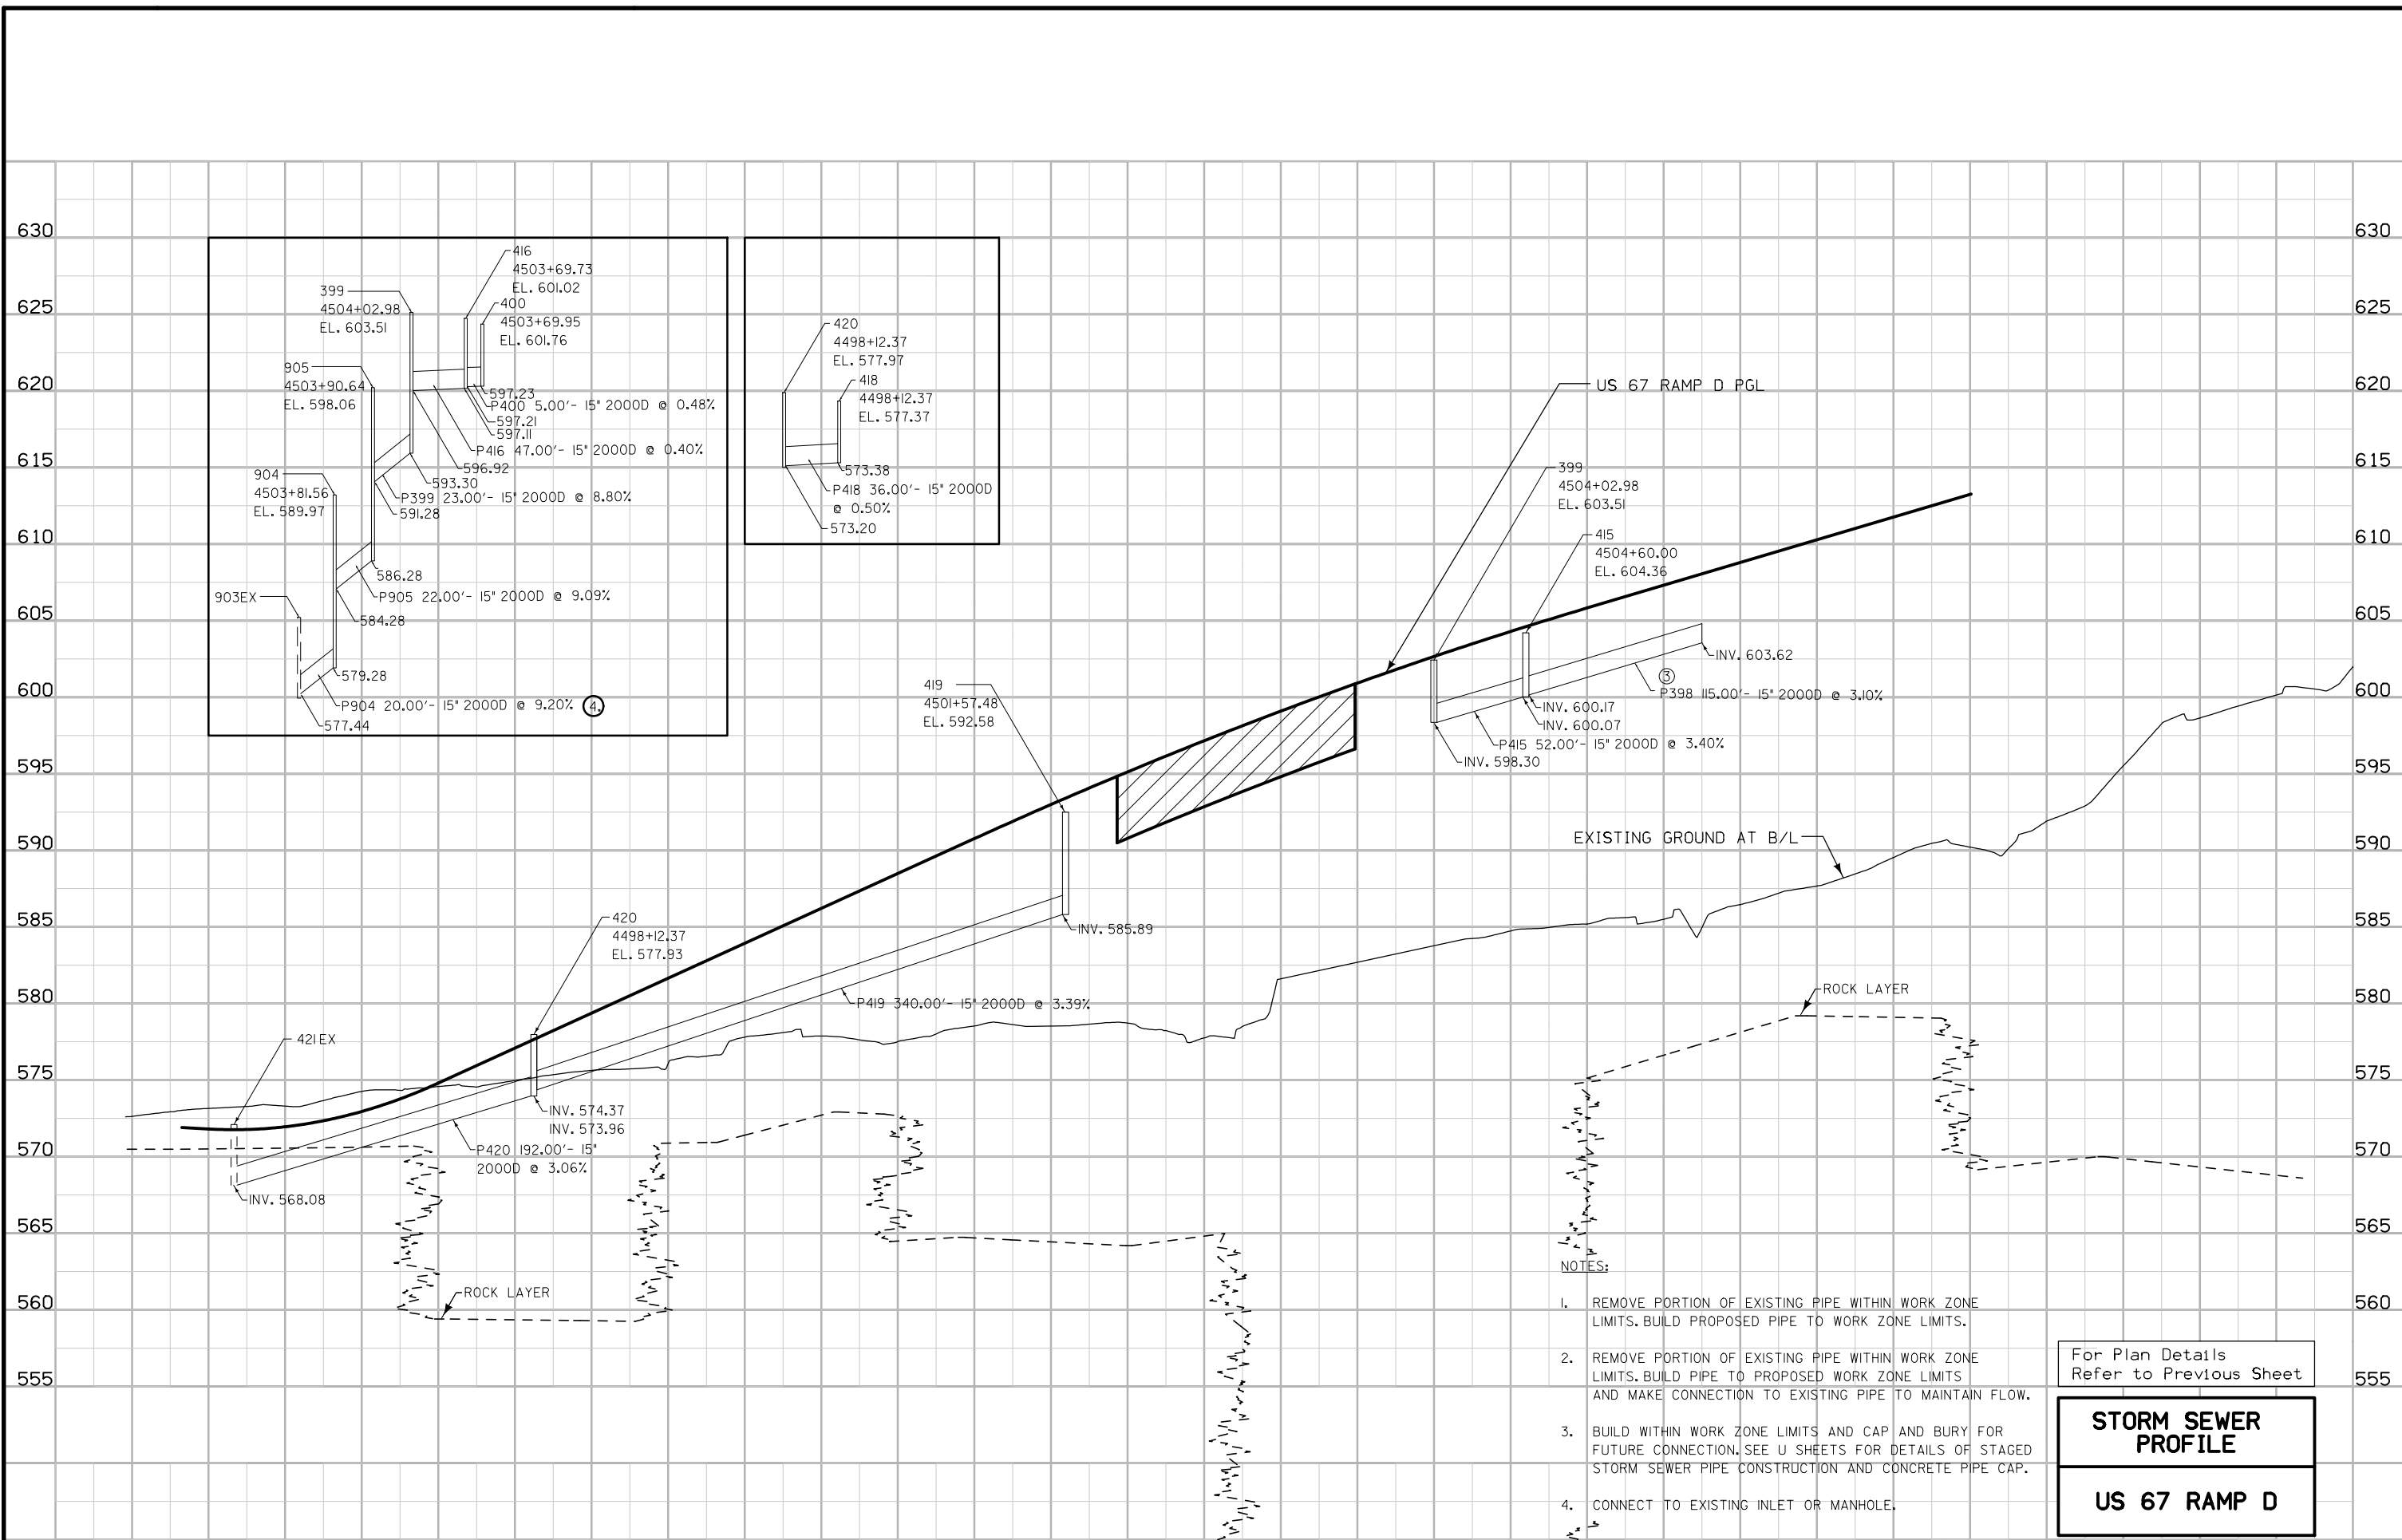 630
625
620
615
610
605
600
595
590
585
580
575
570
565
560
555
416
4503+69.73
EL. 601.02
399
4504+02.98
EL. 603.51
400
4503+69.95
EL. 601.76
905
4503+90.64
EL. 598.06
597.23
P400 5.00'- 15" 2000D @ 0.48%
597.21
597.11
P416 47.00'- 15" 2000D @ 0.40%
596.92
904
4503+81.56
EL. 589.97
593.30
P399 23.00'- 15" 2000D @ 8.80%
591.28
586.28
903EX
P905 22.00'- 15" 2000D @ 9.09%
584.28
579.28
P904 20.00'- 15" 2000D @ 9.20% 4.
577.44
420
4498+12.37
EL. 577.97
418
4498+12.37
EL. 577.37
573.38
P418 36.00'- 15" 2000D
@ 0.50%
573.20
US 67 RAMP D PGL
399
4504+02.98
EL. 603.51
415
4504+60.00
EL. 604.36
INV. 603.62
3
P398 115.00'- 15" 2000D @ 3.10%
INV. 600.17
INV. 600.07
P415 52.00'- 15" 2000D @ 3.40%
INV. 598.30
419
4501+57.48
EL. 592.58
EXISTING GROUND AT B/L
INV. 585.89
420
4498+12.37
EL. 577.93
P419 340.00'- 15" 2000D @ 3.39%
ROCK LAYER
421EX
INV. 574.37
INV. 573.96
P420 192.00'- 15"
2000D @ 3.06%
INV. 568.08
ROCK LAYER
NOTES:
1. REMOVE PORTION OF EXISTING PIPE WITHIN WORK ZONE
LIMITS. BUILD PROPOSED PIPE TO WORK ZONE LIMITS.
2. REMOVE PORTION OF EXISTING PIPE WITHIN WORK ZONE
LIMITS. BUILD PIPE TO PROPOSED WORK ZONE LIMITS
AND MAKE CONNECTION TO EXISTING PIPE TO MAINTAIN FLOW.
3. BUILD WITHIN WORK ZONE LIMITS AND CAP AND BURY FOR
FUTURE CONNECTION. SEE U SHEETS FOR DETAILS OF STAGED
STORM SEWER PIPE CONSTRUCTION AND CONCRETE PIPE CAP.
4. CONNECT TO EXISTING INLET OR MANHOLE.
630
625
620
615
610
605
600
595
590
585
580
575
570
565
560
555
For Plan Details
Refer to Previous Sheet
STORM SEWER
PROFILE
US 67 RAMP D